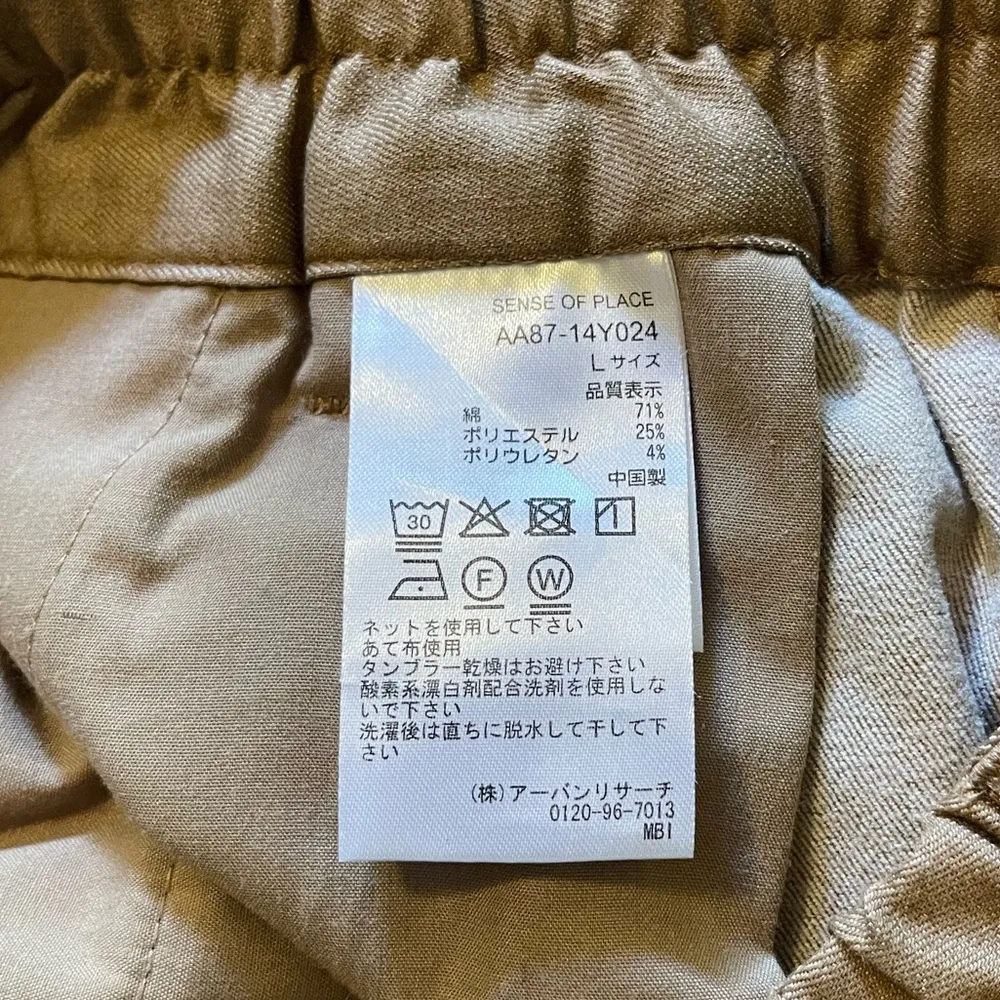 SENSE OF PLACE
AA87-14Y024
Lサイズ
品質表示
綿 71%
ポリエステル 25%
ポリウレタン 4%
中国製
30
F W
ネットを使用して下さい
あて布使用
タンブラー乾燥はお避け下さい
酸素系漂白剤配合洗剤を使用しな
いで下さい
洗濯後は直ちに脱水して干して下
さい
(株)アーバンリサーチ
0120-96-7013
MBI